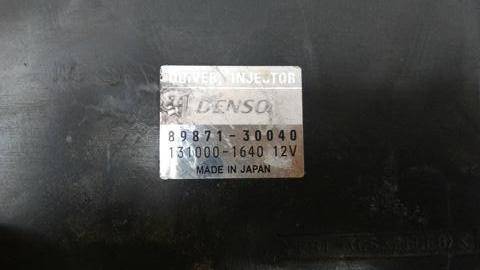 DRIVER, INJECTOR
DENSO
89871-30040
131000-1640 12V
MADE IN JAPAN